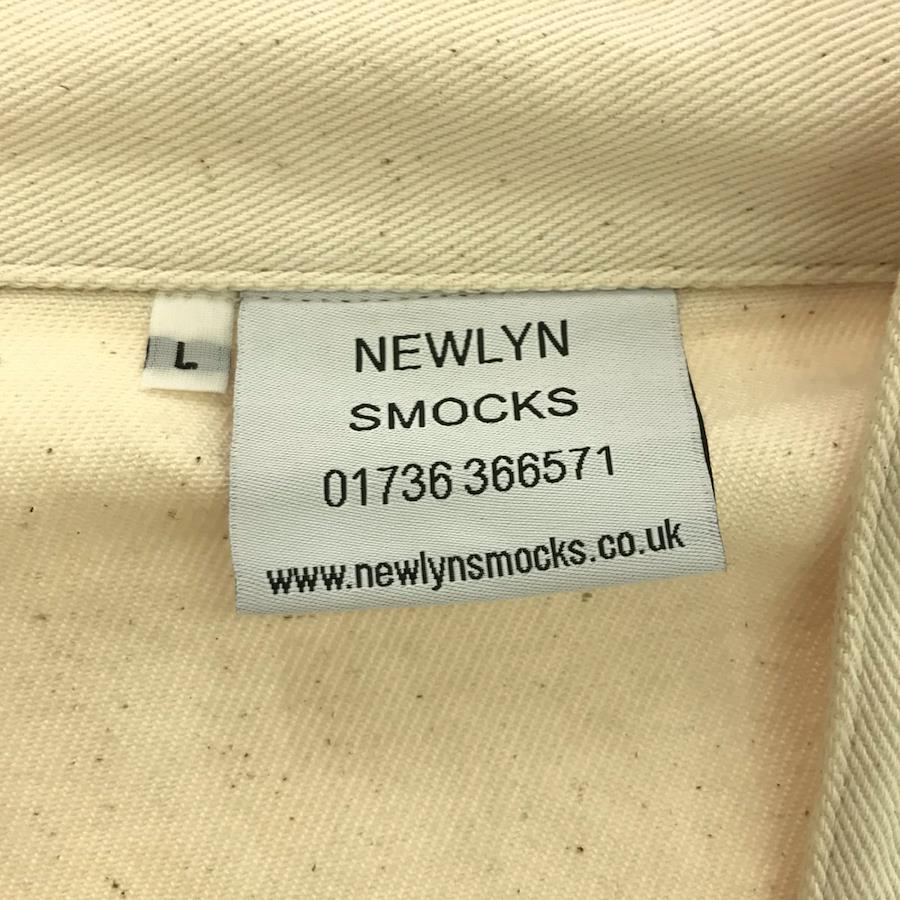 L
NEWLYN
SMOCKS
01736 366571
www.newlynsmocks.co.uk